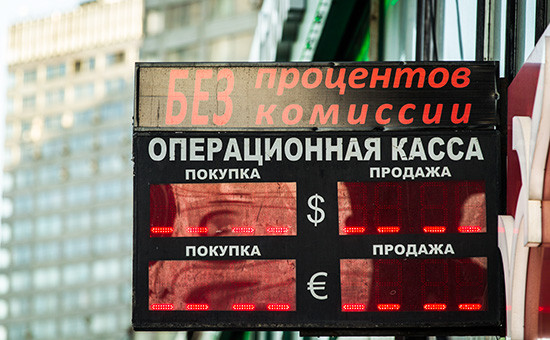 БЕЗ процентов
комиссии
ОПЕРАЦИОННАЯ КАССА
ПОКУПКА ПРОДАЖА
$
ПОКУПКА ПРОДАЖА
€